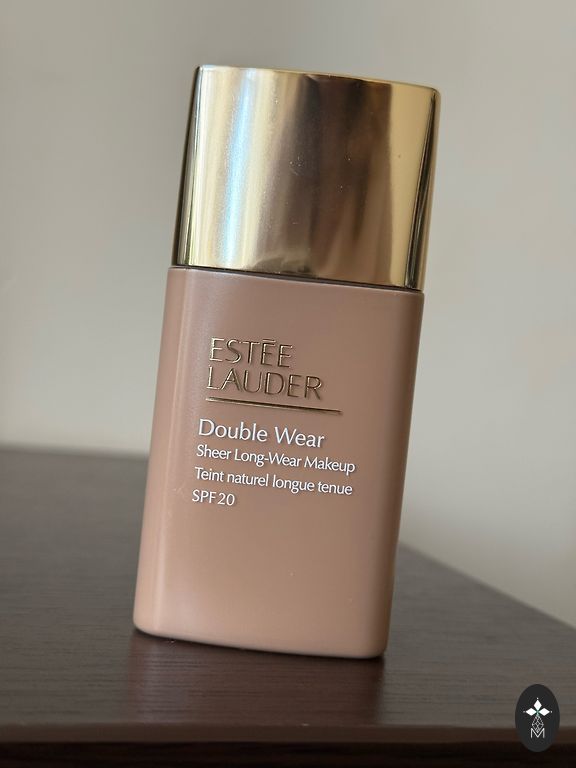 ESTĒE
LAUDER
Double Wear
Sheer Long-Wear Makeup
Teint naturel longue tenue
SPF 20
M